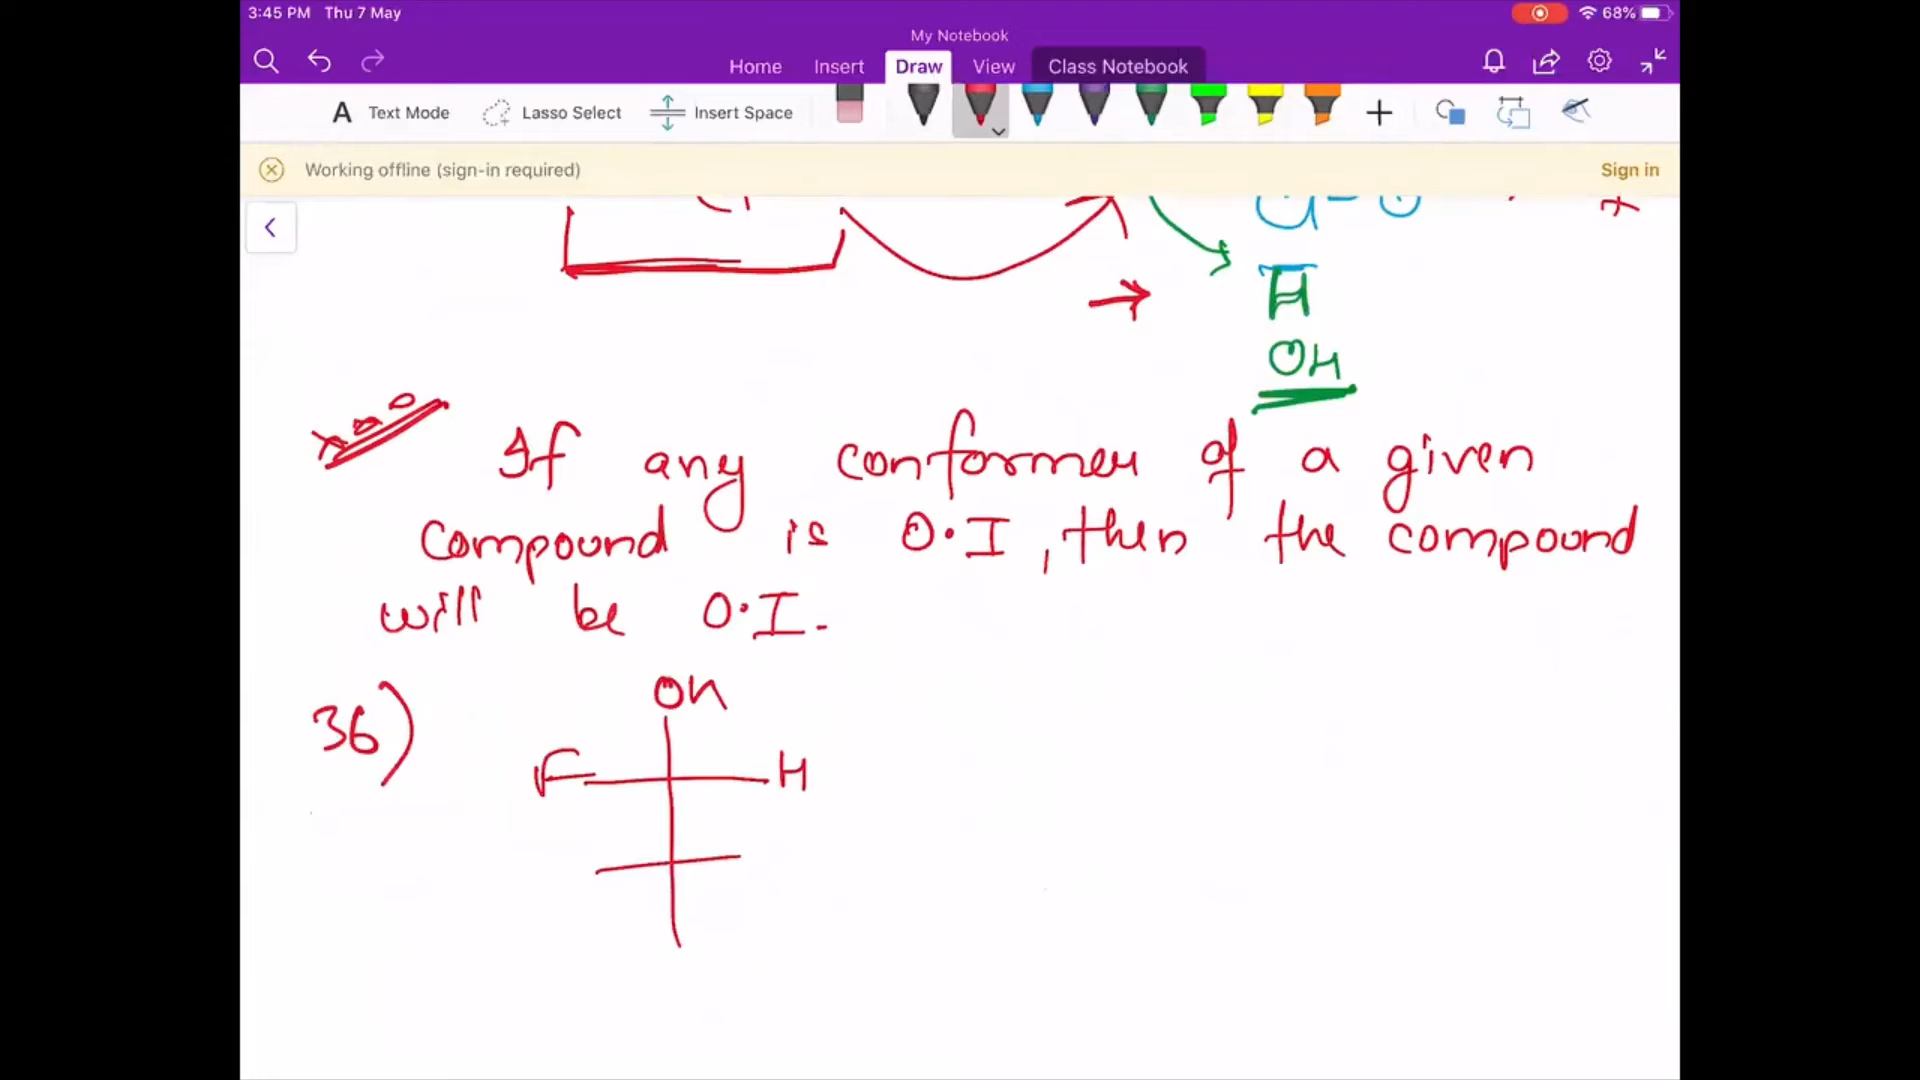 3:45 PM Thu 7 May
68%
My Notebook
Home Insert Draw View Class Notebook
A Text Mode Lasso Select Insert Space
Working offline (sign-in required) Sign in
H
OH
If any conformer of a given
compound is O.I, then the compound
will be O.I.
36)
OH
F H